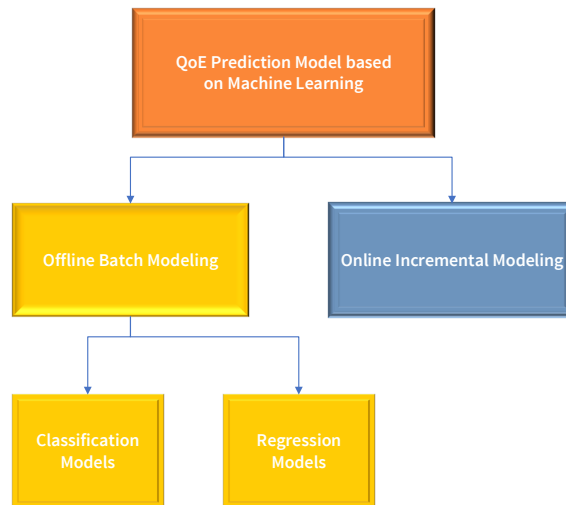 QoE Prediction Model based
on Machine Learning
Offline Batch Modeling
Online Incremental Modeling
Classification
Models
Regression
Models